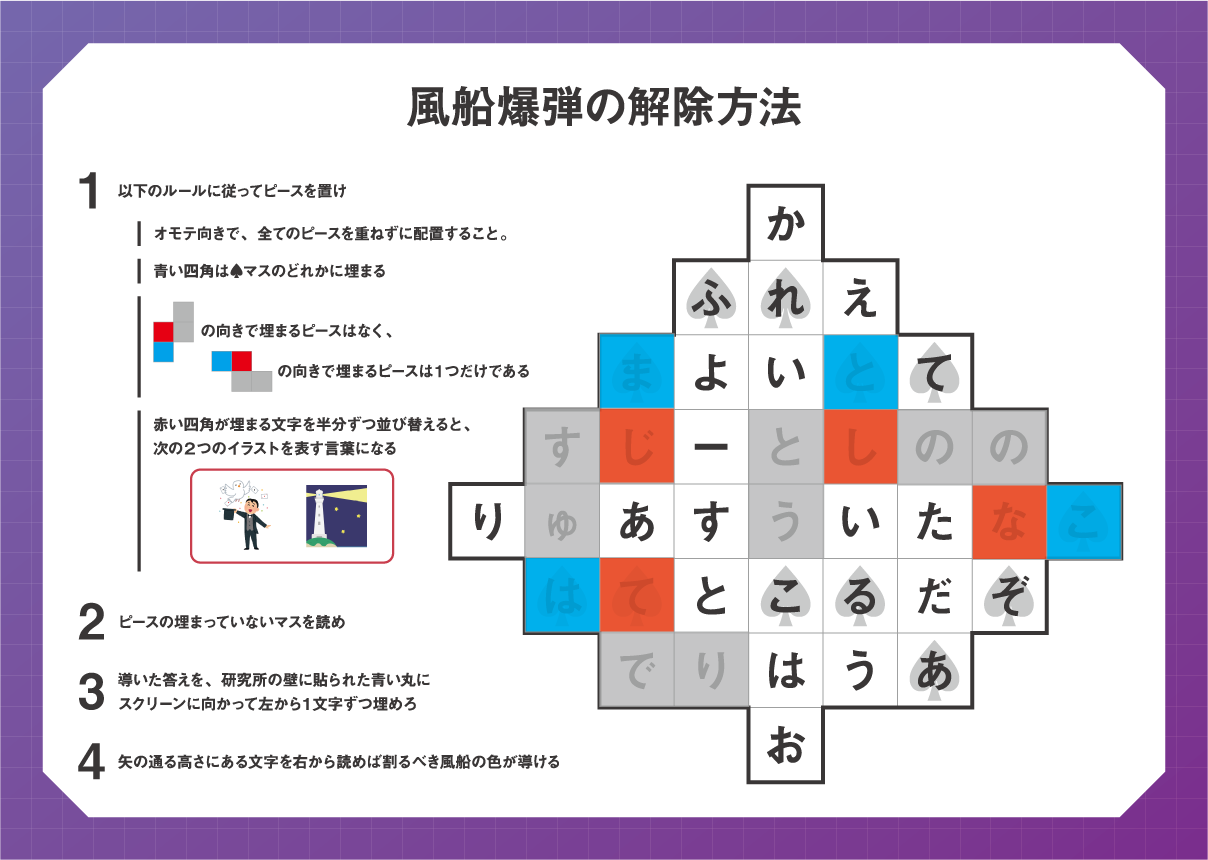 風船爆弾の解除方法
1 以下のルールに従ってピースを置け
オモテ向きで、全てのピースを重ねずに配置すること。
青い四角は♠マスのどれかに埋まる
の向きで埋まるピースはなく、
の向きで埋まるピースは1つだけである
赤い四角が埋まる文字を半分ずつ並び替えると、
次の2つのイラストを表す言葉になる
2 ピースの埋まっていないマスを読め
3 導いた答えを、研究所の壁に貼られた青い丸に
スクリーンに向かって左から1文字ずつ埋めろ
4 矢の通る高さにある文字を右から読めば割るべき風船の色が導ける
か
ふれえ
まよいとて
すじーとしのの
りゅあすういたなこ
はてとこるだぞ
でりはうあ
お